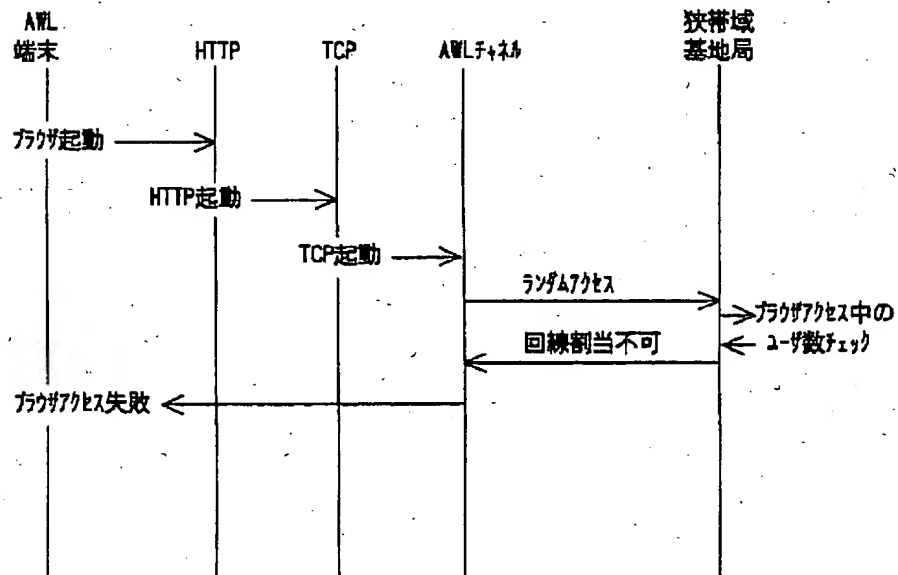 AWL
端末
HTTP
TCP
AWLチャネル
狭帯域
基地局
ブラウザ起動
HTTP起動
TCP起動
ランダムアクセス
ブラウザアクセス中の
ユーザ数チェック
回線割当不可
ブラウザアクセス失敗